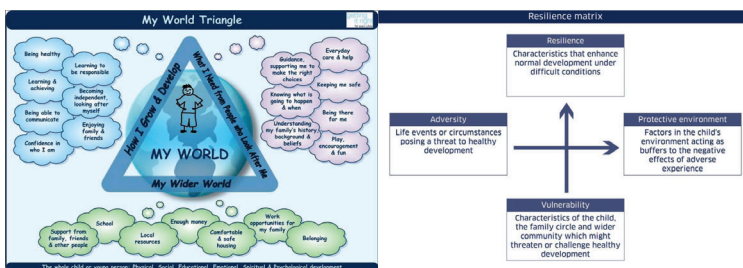 My World Triangle
Being healthy
Learning to
be responsible
Learning &
achieving
Becoming
independent,
looking after
myself
Being able to
communicate
Enjoying
family &
friends
Confidence in
who I am
How I Grow & Develop
What I Need From People who Look After Me
MY WORLD
My Wider World
Everyday
care & help
Guidance,
supporting me to
make the right
choices
Keeping me safe
Knowing what is
going to happen
& when
Being there
for me
Understanding
my family's history,
background &
beliefs
Play,
encouragement
& fun
Support from
family, friends
& other people
School
Local
resources
Enough money
Comfortable
& safe
housing
Work
opportunities for
my family
Belonging
The whole child or young person: Physical, Social, Educational, Emotional, Spiritual & Psychological development
Resilience matrix
Resilience
Characteristics that enhance
normal development under
difficult conditions
Adversity
Life events or circumstances
posing a threat to healthy
development
Protective environment
Factors in the child's
environment acting as
buffers to the negative
effects of adverse
experience
Vulnerability
Characteristics of the child,
the family circle and wider
community which might
threaten or challenge healthy
development